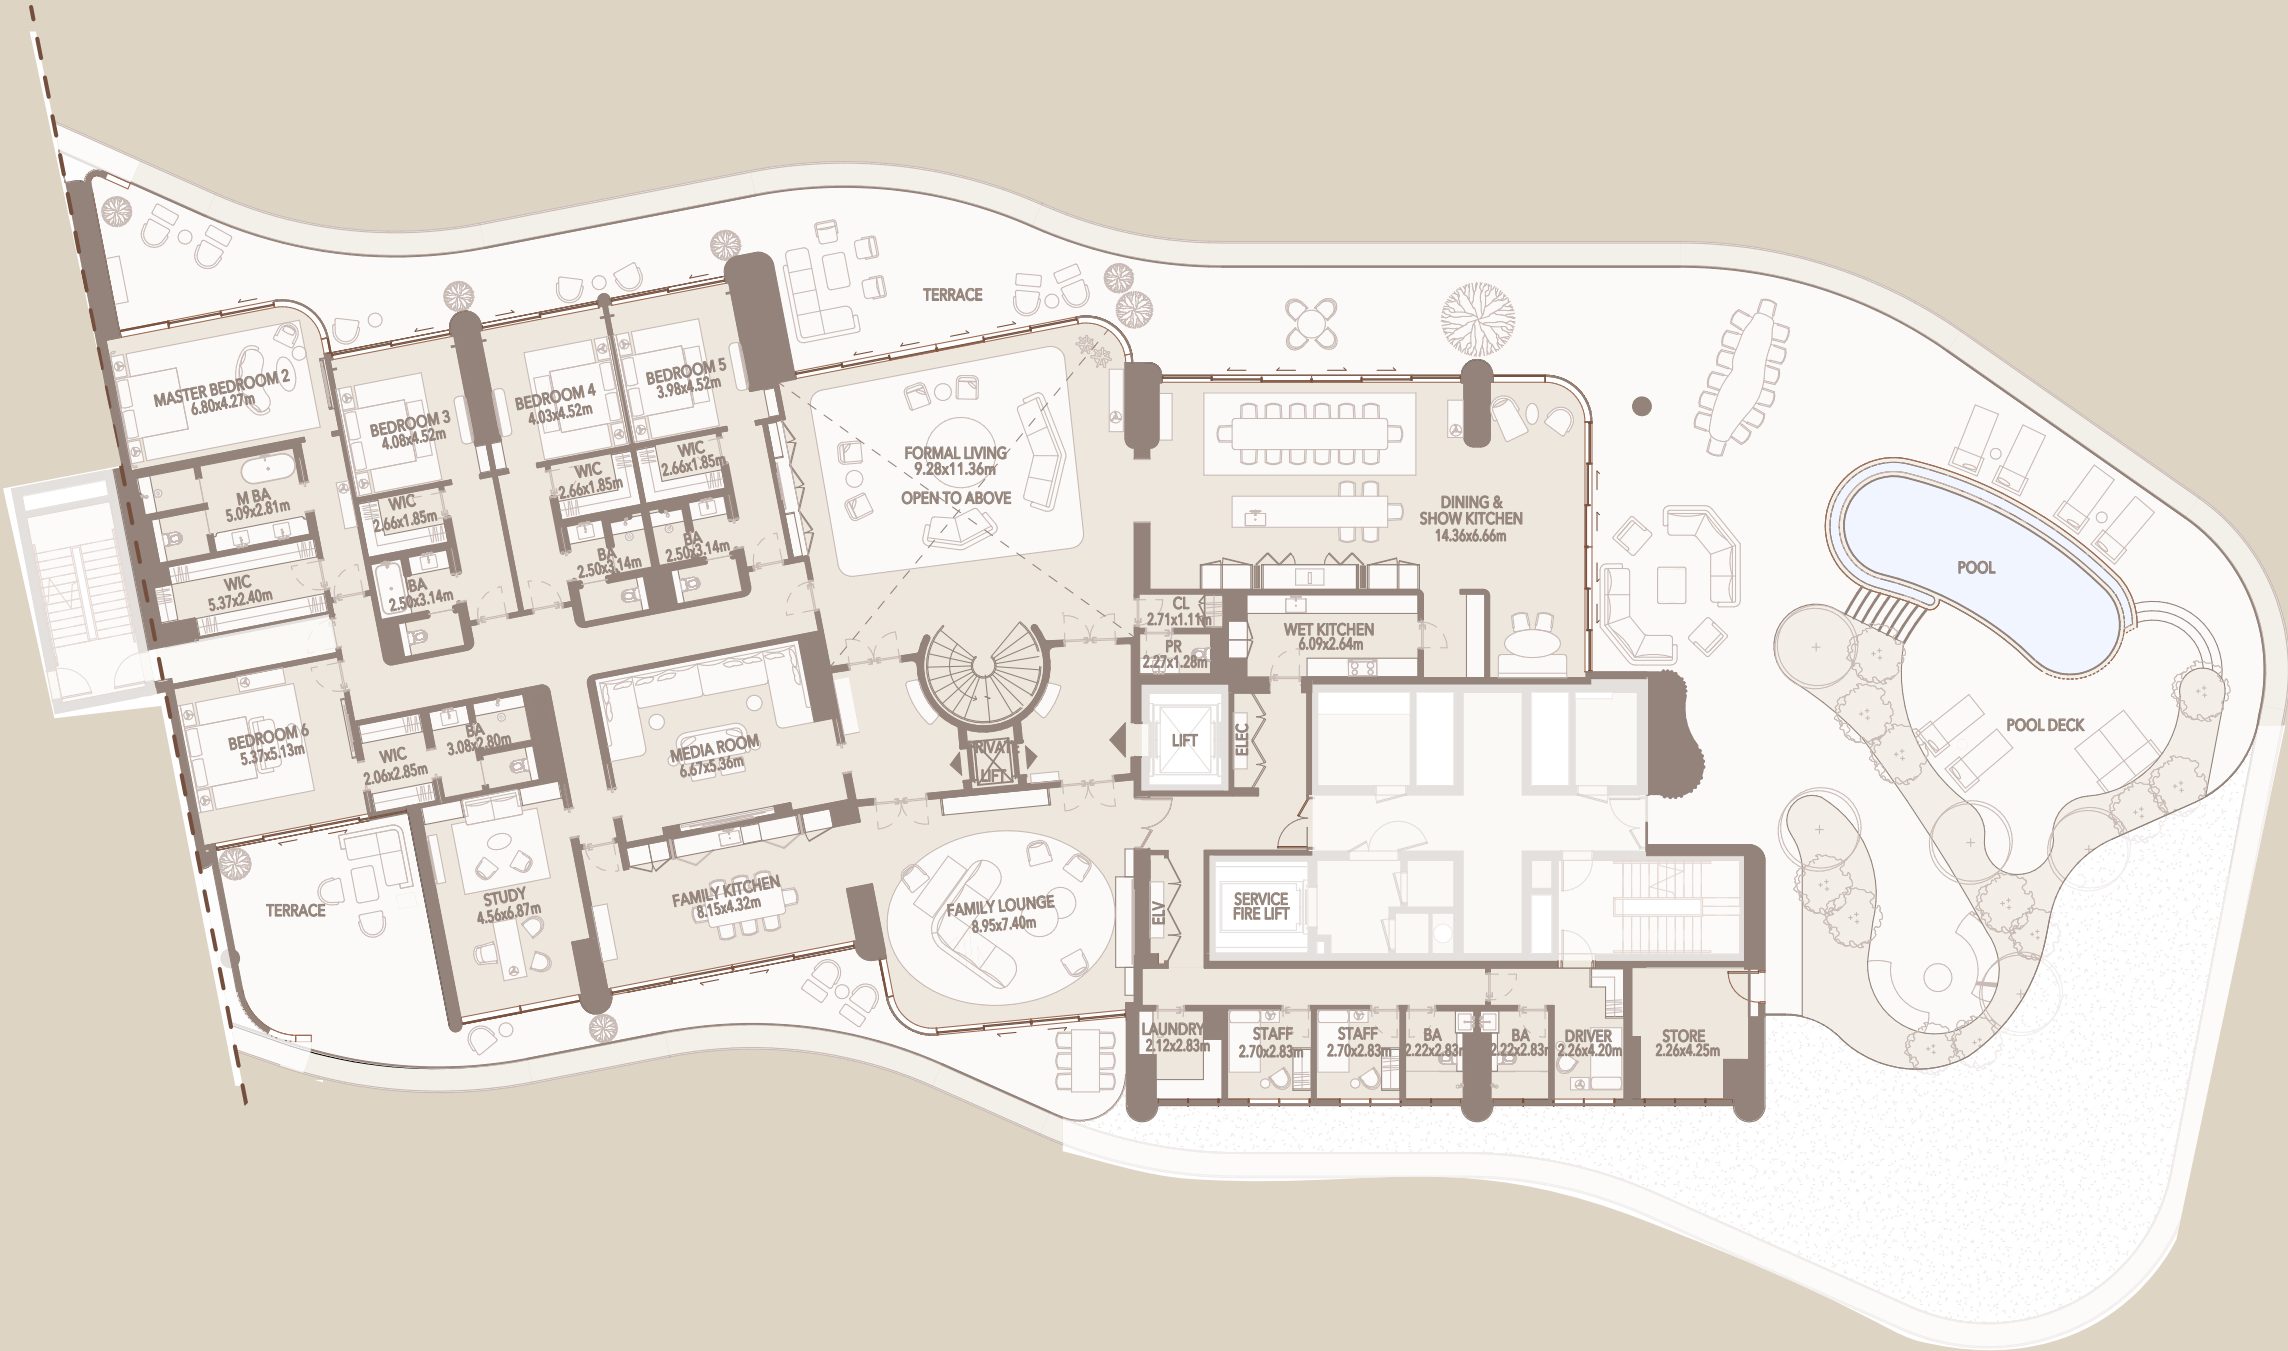 TERRACE
MASTER BEDROOM 2
6.80x4.27m
BEDROOM 3
4.08x4.52m
BEDROOM 4
4.03x4.52m
BEDROOM 5
3.98x4.52m
WIC
2.66x1.85m
WIC
2.66x1.85m
WIC
2.66x1.85m
M BA
5.09x2.81m
BA
2.50x3.14m
BA
2.50x3.14m
BA
2.50x3.14m
WIC
5.37x2.40m
FORMAL LIVING
9.28x11.36m
OPEN TO ABOVE
DINING &
SHOW KITCHEN
14.36x6.66m
POOL
CL
2.71x1.11m
PR
2.27x1.28m
WET KITCHEN
6.09x2.64m
POOL DECK
BEDROOM 6
5.37x5.13m
WIC
2.06x2.85m
BA
3.08x2.80m
MEDIA ROOM
6.67x5.36m
PRIVATE
LIFT
LIFT
ELEC
TERRACE
STUDY
4.56x6.87m
FAMILY KITCHEN
8.15x4.32m
FAMILY LOUNGE
8.95x7.40m
ELV
SERVICE
FIRE LIFT
LAUNDRY
2.12x2.83m
STAFF
2.70x2.83m
STAFF
2.70x2.83m
BA
2.22x2.83m
BA
2.22x2.83m
DRIVER
2.26x4.20m
STORE
2.26x4.25m